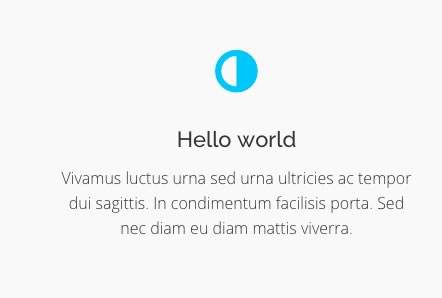 Hello world
Vivamus luctus urna sed urna ultricies ac tempor
dui sagittis. In condimentum facilisis porta. Sed
nec diam eu diam mattis viverra.